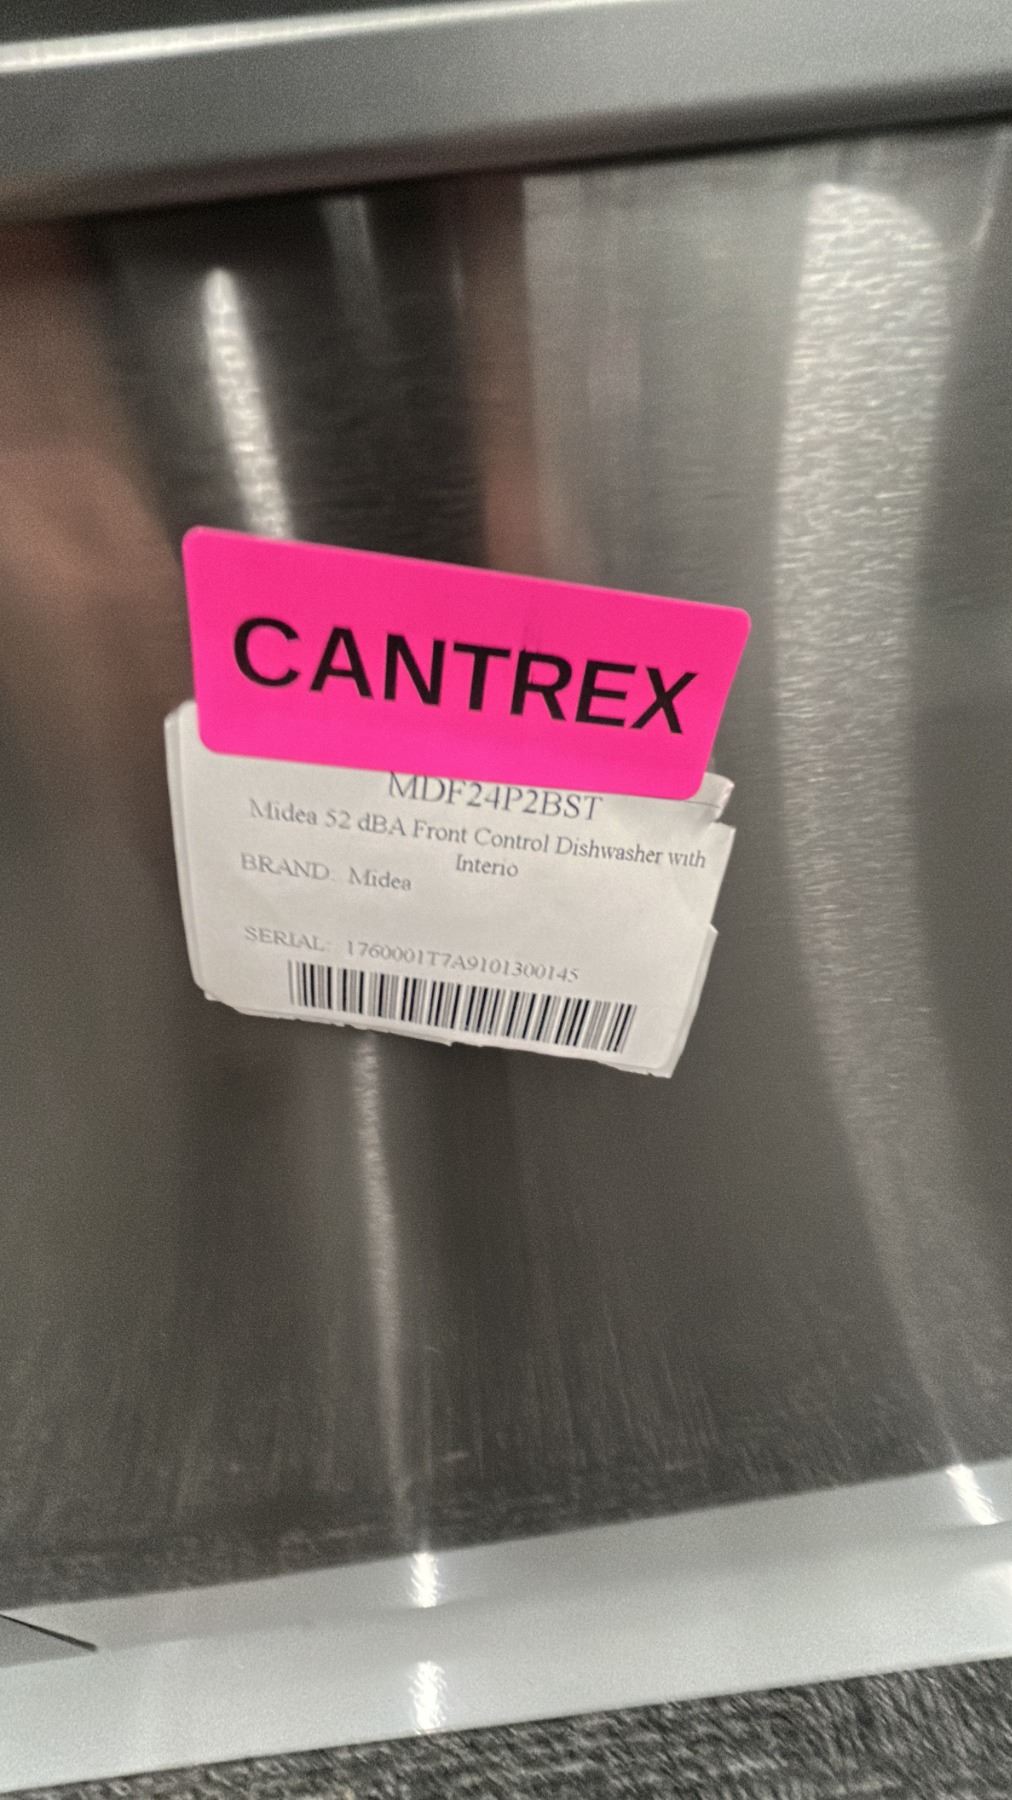 CANTREX
MDF24P2BST
Midea 52 dBA Front Control Dishwasher with
Interio
BRAND: Midea
SERIAL: 1760001T7A9101300145